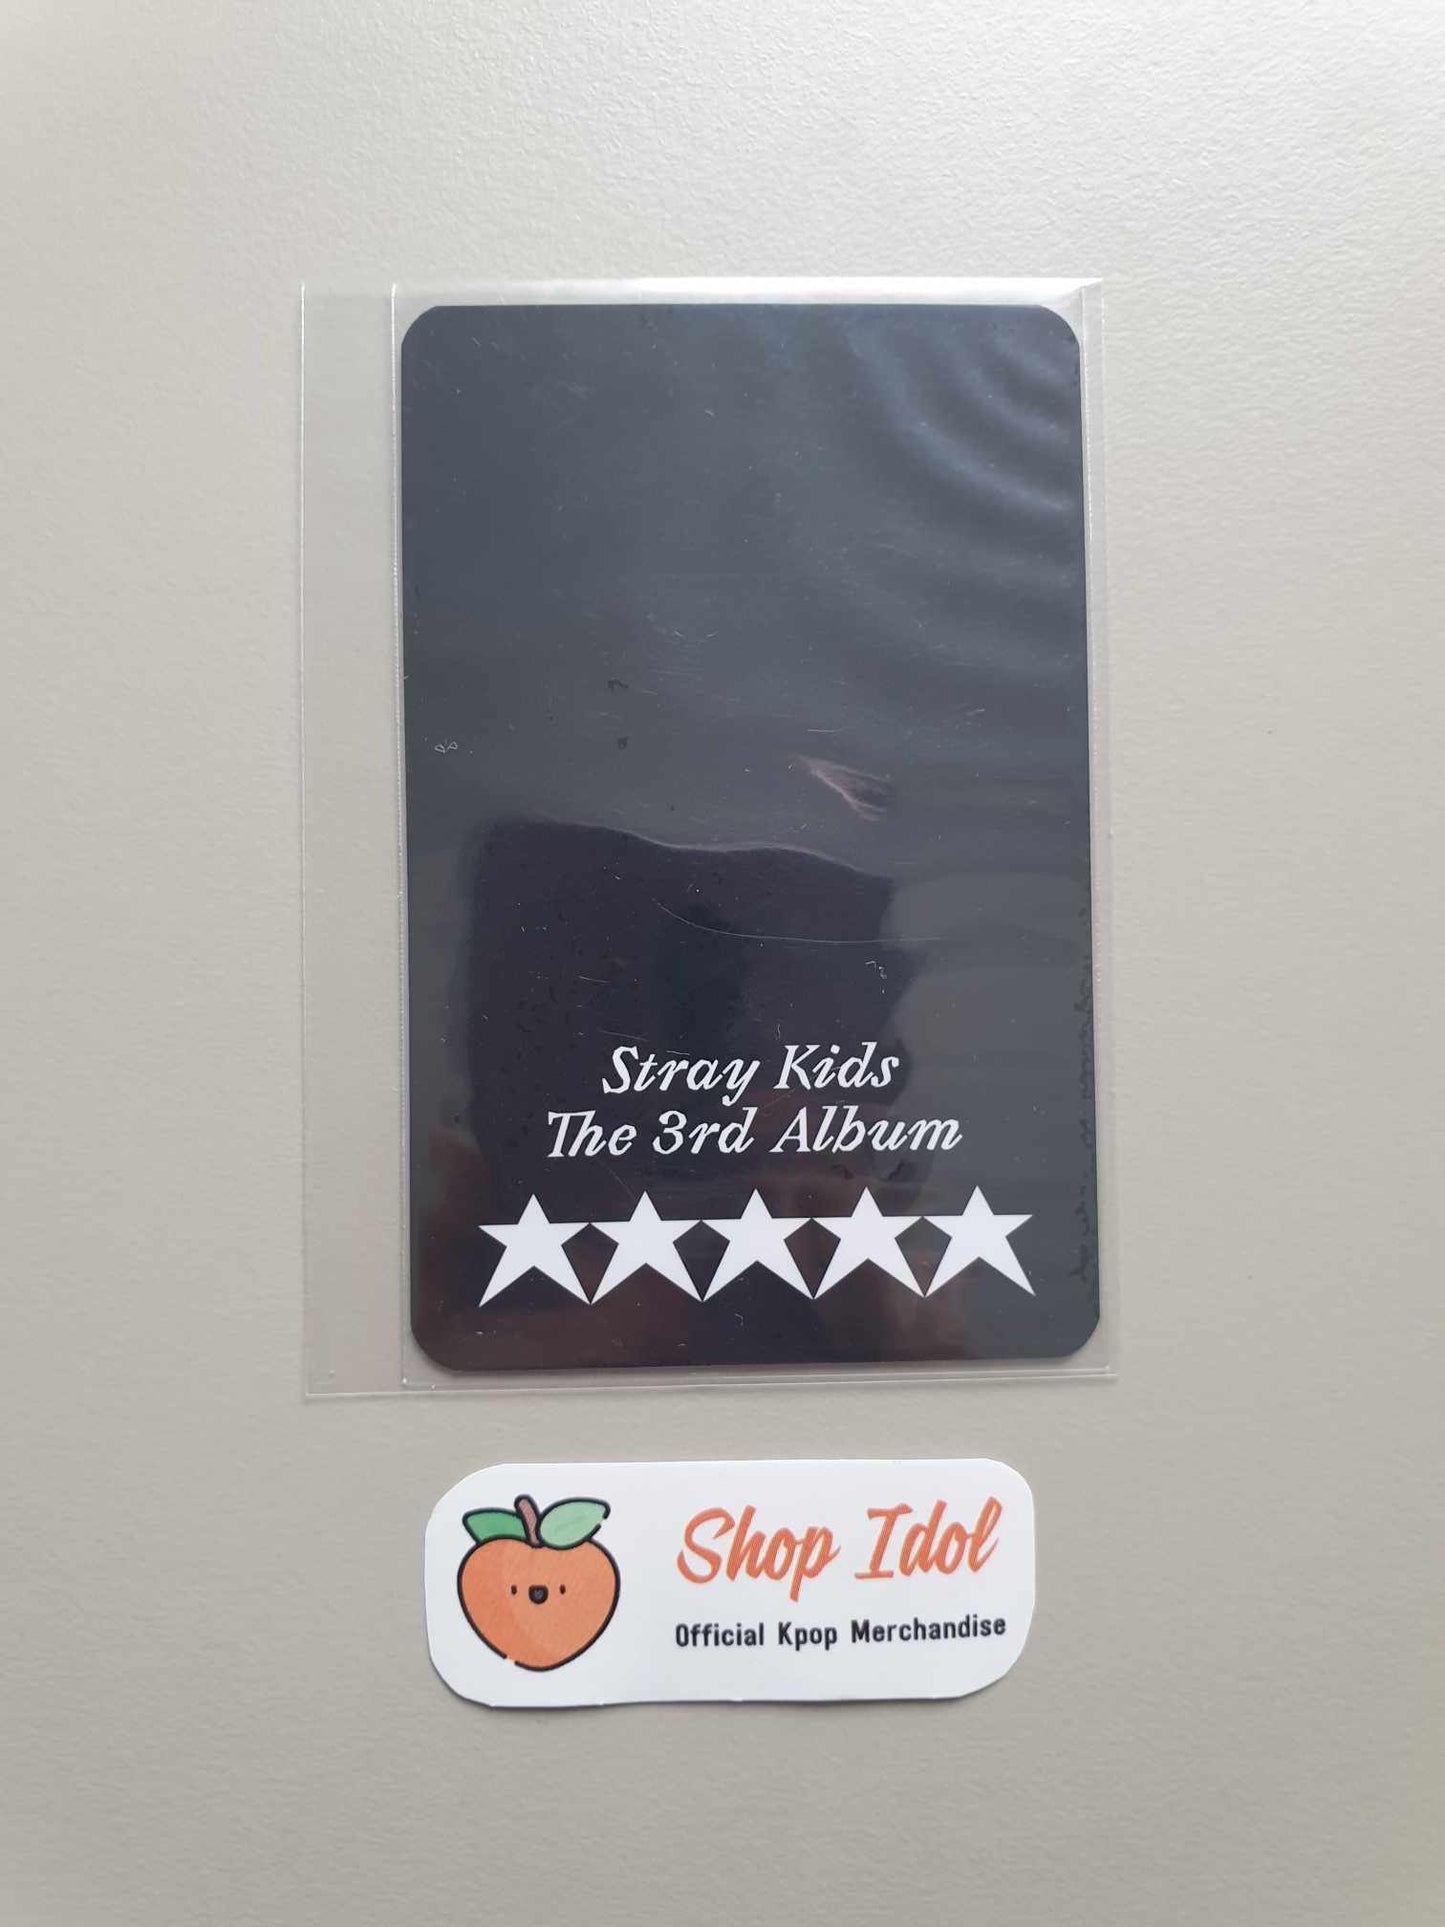 Stray Kids
The 3rd Album
★★★★★
Shop Idol
Official Kpop Merchandise